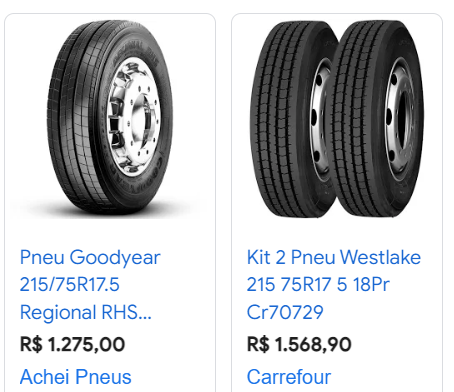 Pneu Goodyear
215/75R17.5
Regional RHS...
R$ 1.275,00
Achei Pneus
Kit 2 Pneu Westlake
215 75R17 5 18Pr
Cr70729
R$ 1.568,90
Carrefour